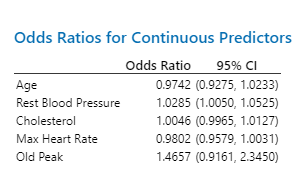 Odds Ratios for Continuous Predictors
Odds Ratio 95% CI
Age 0.9742 (0.9275, 1.0233)
Rest Blood Pressure 1.0285 (1.0050, 1.0525)
Cholesterol 1.0046 (0.9965, 1.0127)
Max Heart Rate 0.9802 (0.9579, 1.0031)
Old Peak 1.4657 (0.9161, 2.3450)